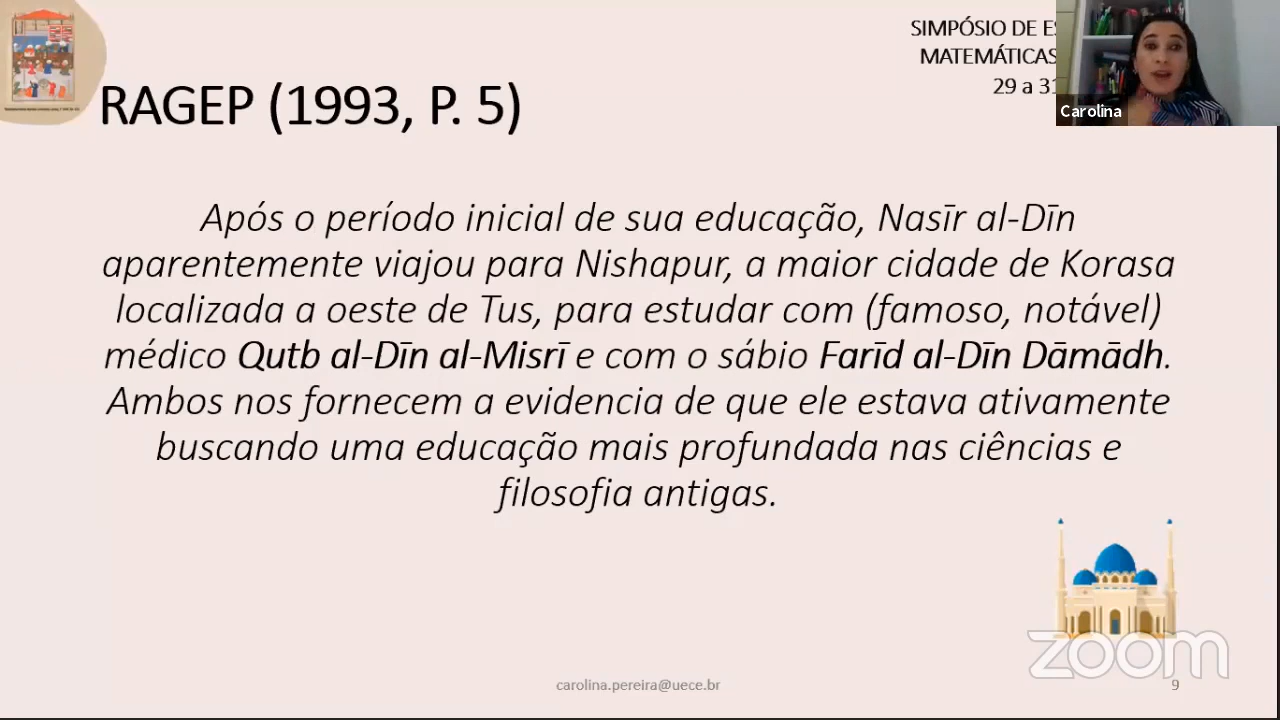 SIMPÓSIO DE
MATEMÁTICAS
29 a 31
Carolina
RAGEP (1993, P. 5)
Após o período inicial de sua educação, Nasīr al-Dīn
aparentemente viajou para Nishapur, a maior cidade de Korasa
localizada a oeste de Tus, para estudar com (famoso, notável)
médico Qutb al-Dīn al-Misrī e com o sábio Farīd al-Dīn Dāmādh.
Ambos nos fornecem a evidencia de que ele estava ativamente
buscando uma educação mais profundada nas ciências e
filosofia antigas.
zoom
carolina.pereira@uece.br
9